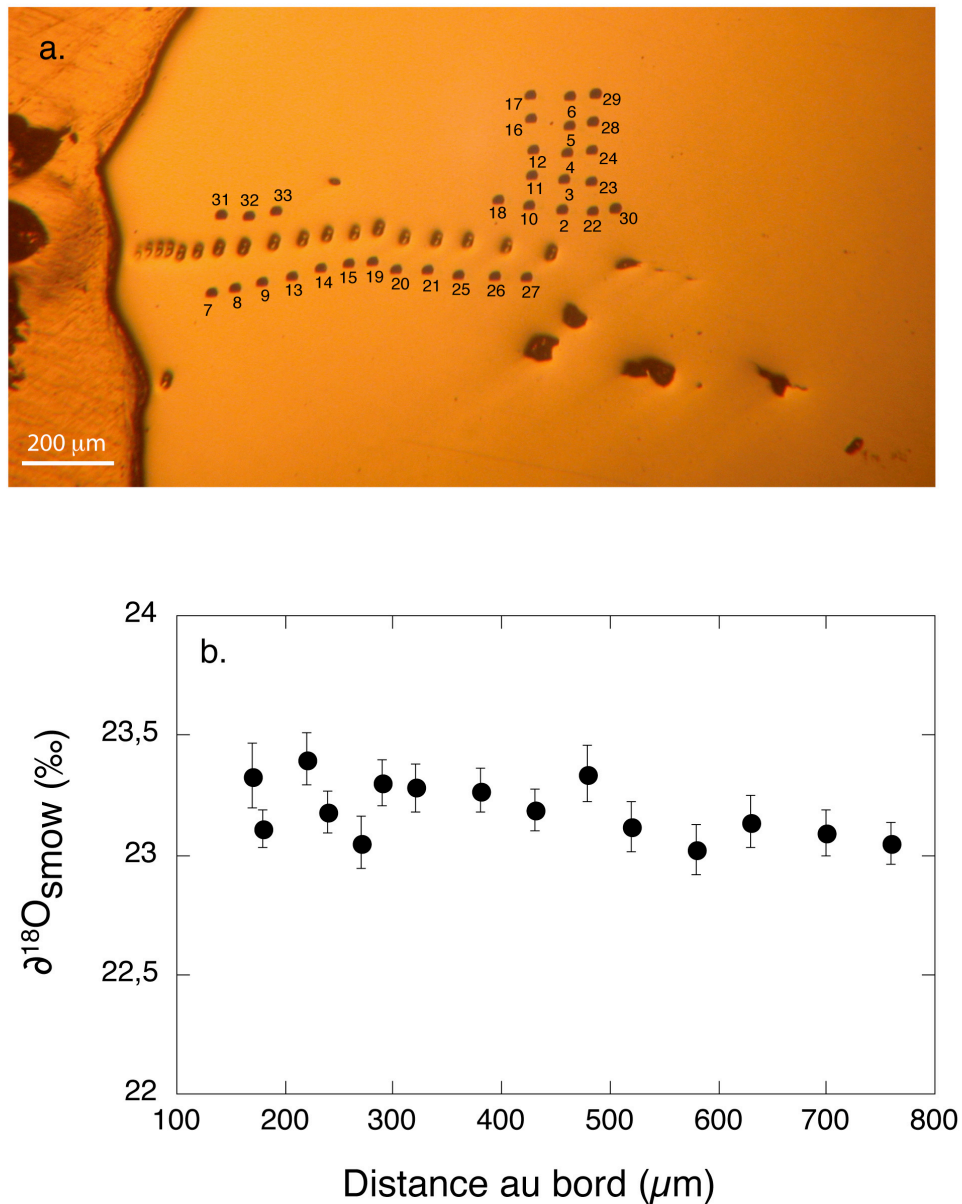 a.
17 6 29
16 5 28
12 4 24
11 3 23
31 32 33 18 10 2 22 30
7 8 9 13 14 15 19 20 21 25 26 27
200 μm
24
b.
23,5
23
22,5
22
∂¹⁸Osmow (‰)
100 200 300 400 500 600 700 800
Distance au bord (μm)